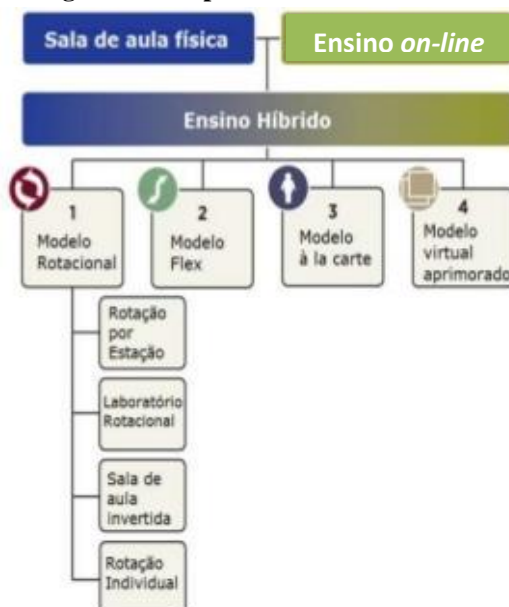 Sala de aula física
Ensino on-line
Ensino Híbrido
1
Modelo
Rotacional
2
Modelo
Flex
3
Modelo
à la carte
4
Modelo
virtual
aprimorado
Rotação
por
Estação
Laboratório
Rotacional
Sala de
aula
invertida
Rotação
Individual